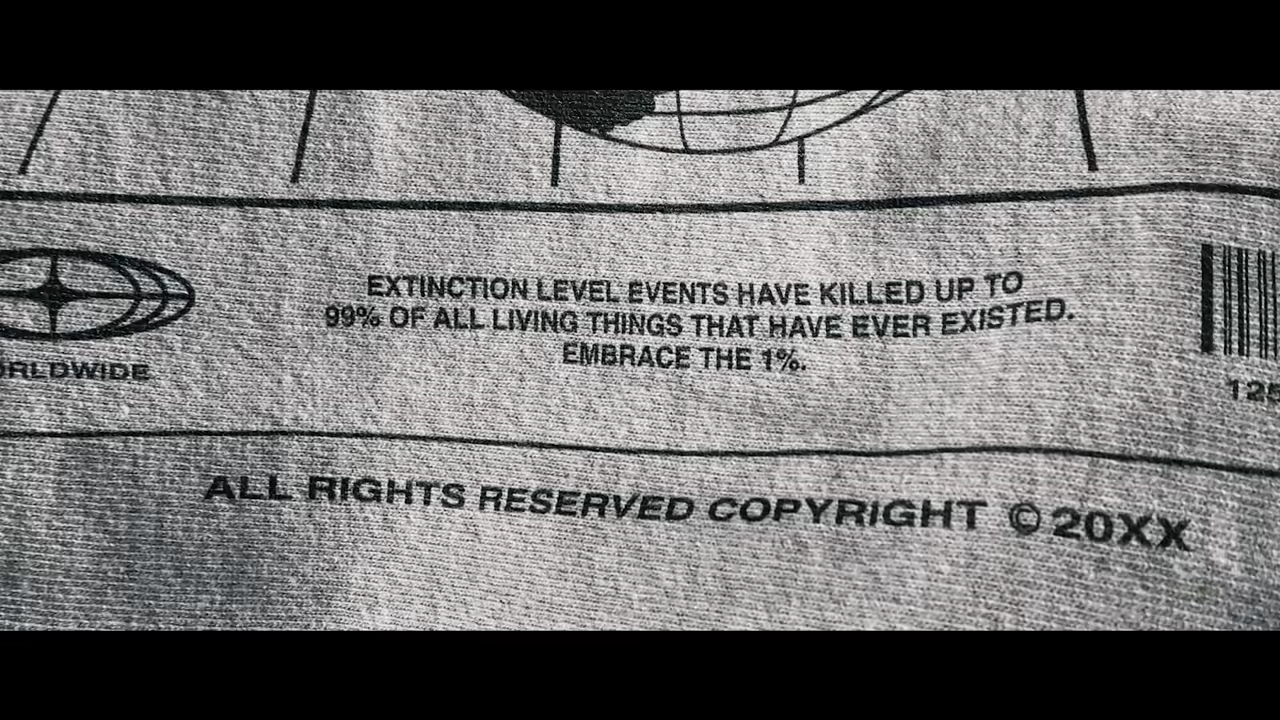 EXTINCTION LEVEL EVENTS HAVE KILLED UP TO
99% OF ALL LIVING THINGS THAT HAVE EVER EXISTED.
EMBRACE THE 1%.
ALL RIGHTS RESERVED COPYRIGHT ©20XX